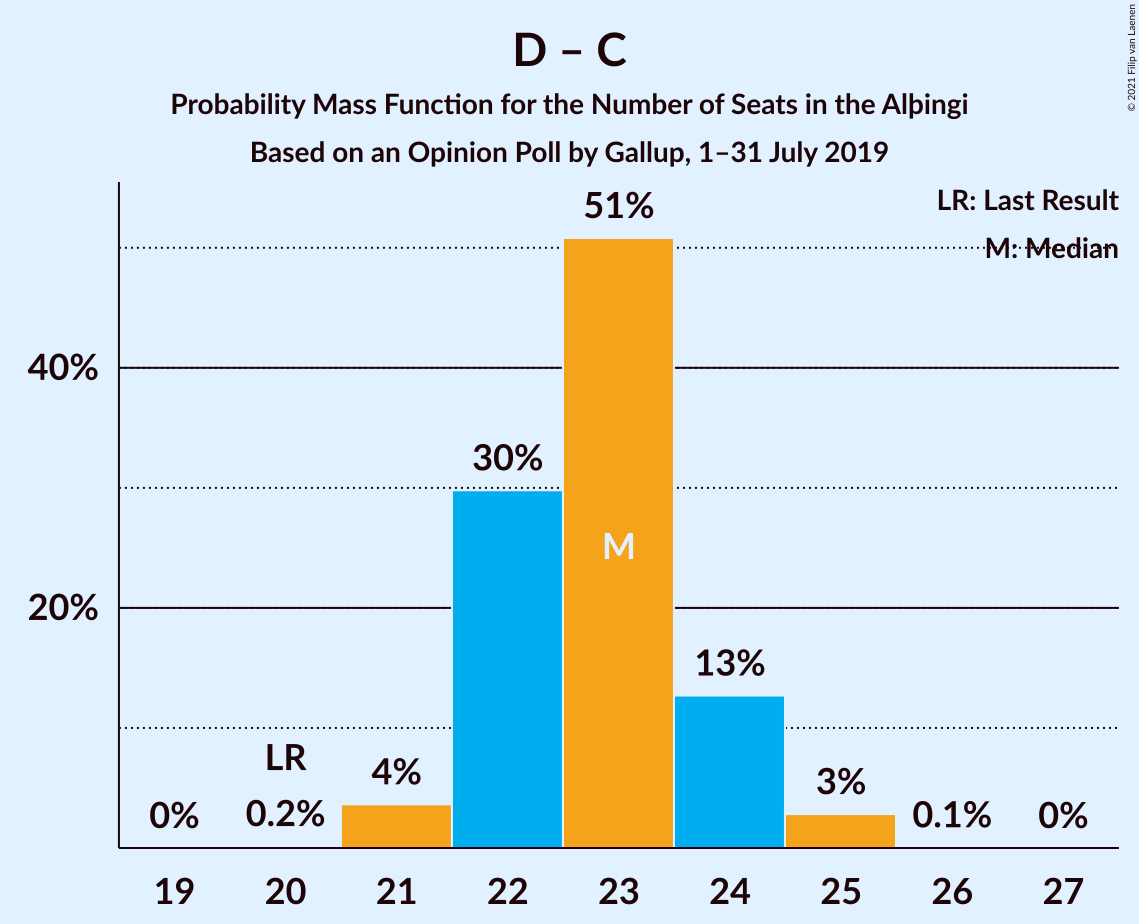 D – C
Probability Mass Function for the Number of Seats in the Alþingi
Based on an Opinion Poll by Gallup, 1–31 July 2019
© 2021 Filip van Laenen
LR: Last Result
M: Median
51%
40%
30%
M
20%
13%
LR
4%
3%
0%
0.2%
0.1%
0%
19 20 21 22 23 24 25 26 27